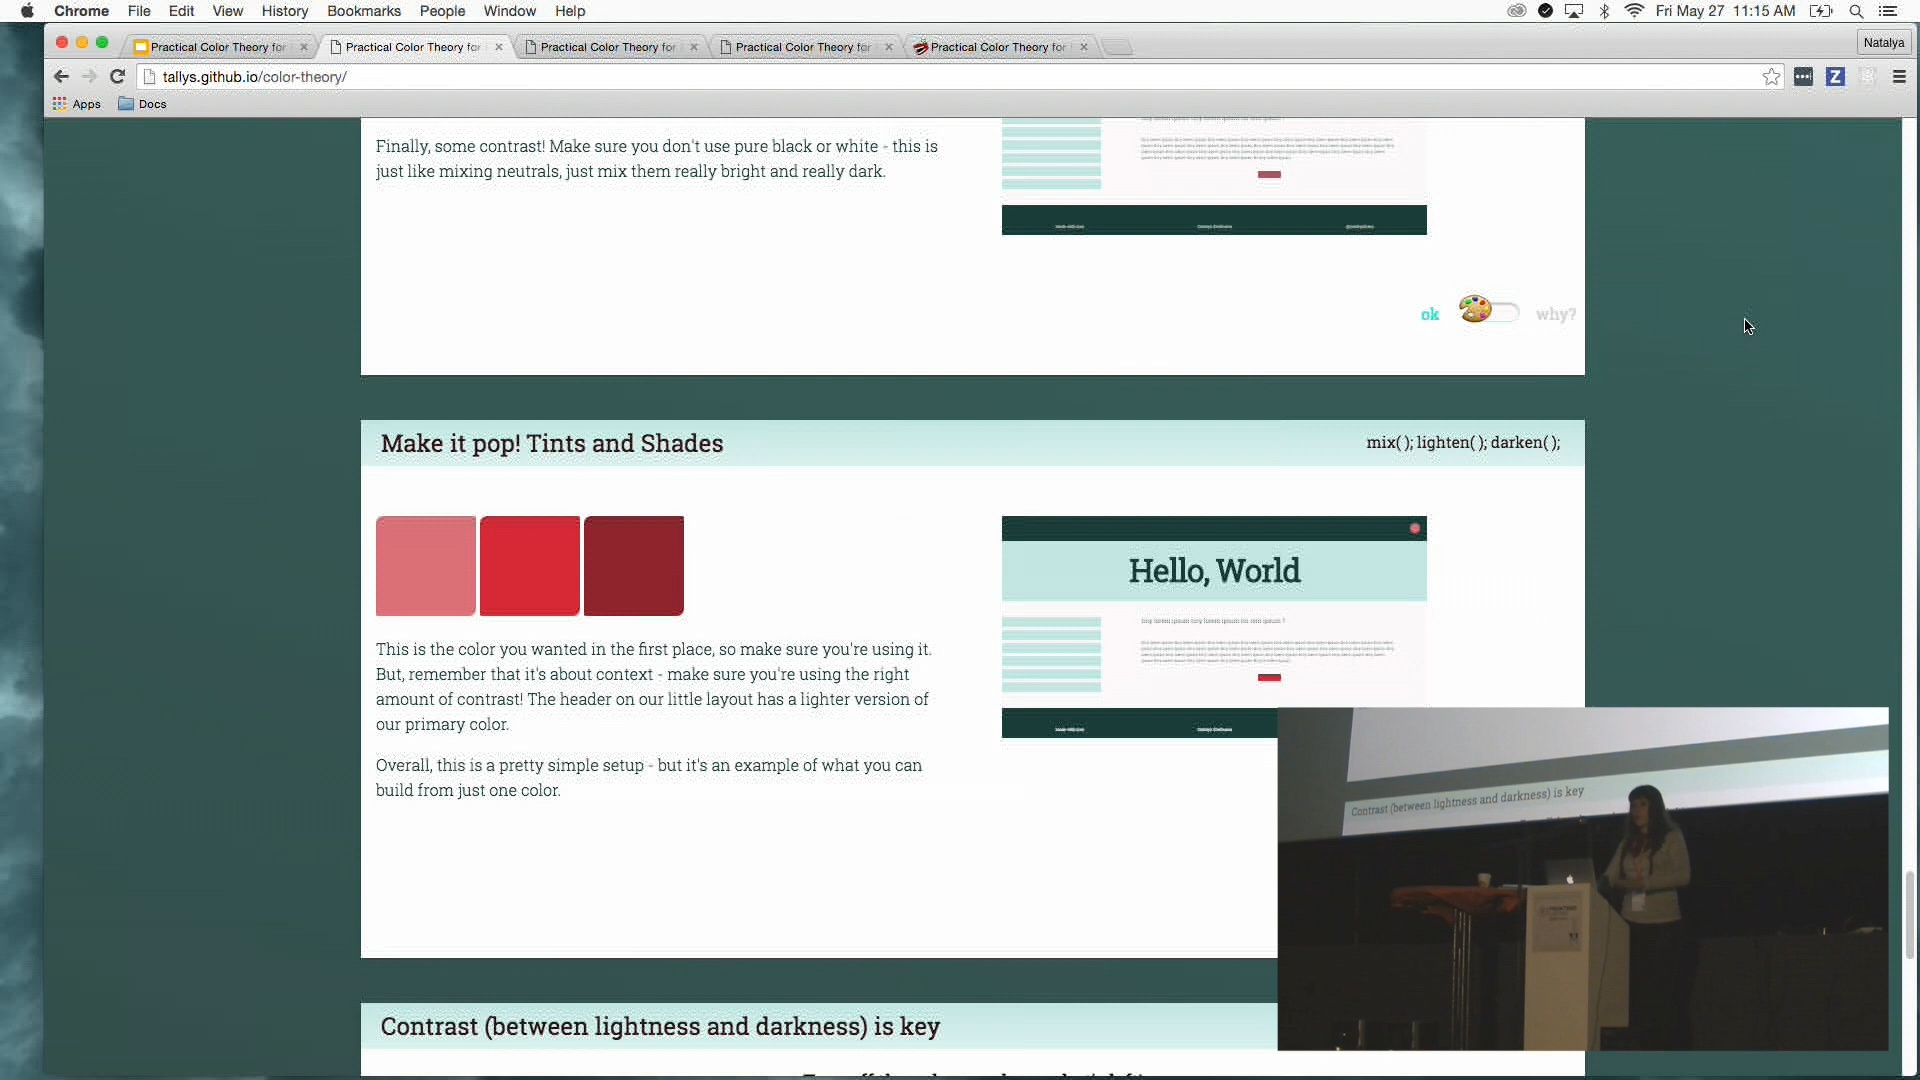 Chrome File Edit View History Bookmarks People Window Help
Fri May 27 11:15 AM
Practical Color Theory for
Practical Color Theory for
Practical Color Theory for
Practical Color Theory for
Practical Color Theory for
Natalya
tallys.github.io/color-theory/
Z
Apps Docs
Finally, some contrast! Make sure you don't use pure black or white - this is
just like mixing neutrals, just mix them really bright and really dark.
ok why?
Make it pop! Tints and Shades
mix( ); lighten( ); darken( );
Hello, World
This is the color you wanted in the first place, so make sure you're using it.
But, remember that it's about context - make sure you're using the right
amount of contrast! The header on our little layout has a lighter version of
our primary color.
Overall, this is a pretty simple setup - but it's an example of what you can
build from just one color.
Contrast (between lightness and darkness) is key
Contrast (between lightness and darkness) is key